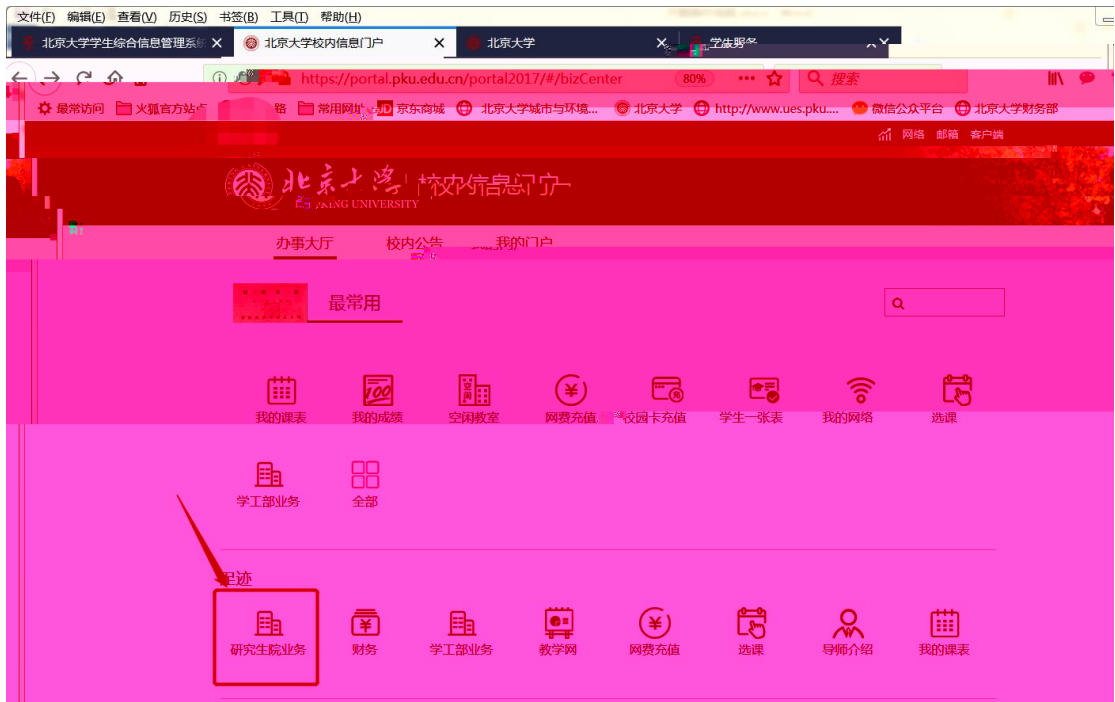 文件(F) 编辑(E) 查看(V) 历史(S) 书签(B) 工具(T) 帮助(H)
北京大学学生综合信息管理系统 北京大学校内信息门户 北京大学
https://portal.pku.edu.cn/portal2017/#/bizCenter 80% 搜索
最常访问 火狐官方站点 常用网址 JD 京东商城 北京大学城市与环境... 北京大学 http://www.ues.pku.... 微信公众平台 北京大学财务部
网络 邮箱 客户端
北京大学 校内信息门户
PEKING UNIVERSITY
办事大厅 校内公告 我的门户
最常用
我的课表 我的成绩 空闲教室 网费充值 校园卡充值 学生一张表 我的网络 选课
学工部业务 全部
足迹
研究生院业务 财务 学工部业务 教学网 网费充值 选课 导师介绍 我的课表